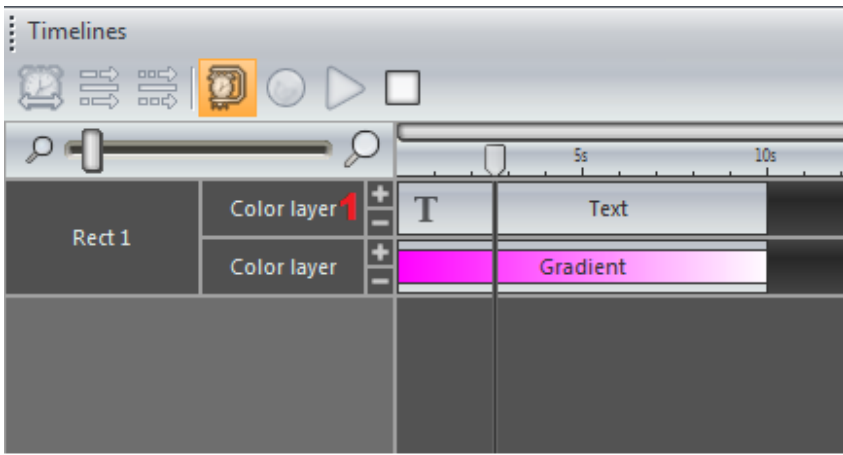 Timelines
5s 10s
Rect 1
Color layer 1 T Text
Color layer Gradient